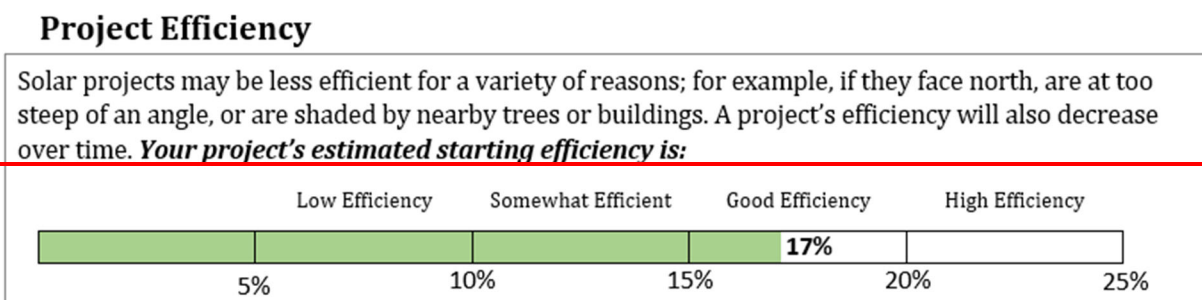 Project Efficiency
Solar projects may be less efficient for a variety of reasons; for example, if they face north, are at too
steep of an angle, or are shaded by nearby trees or buildings. A project's efficiency will also decrease
over time. Your project's estimated starting efficiency is:
Low Efficiency Somewhat Efficient Good Efficiency High Efficiency
17%
5% 10% 15% 20% 25%